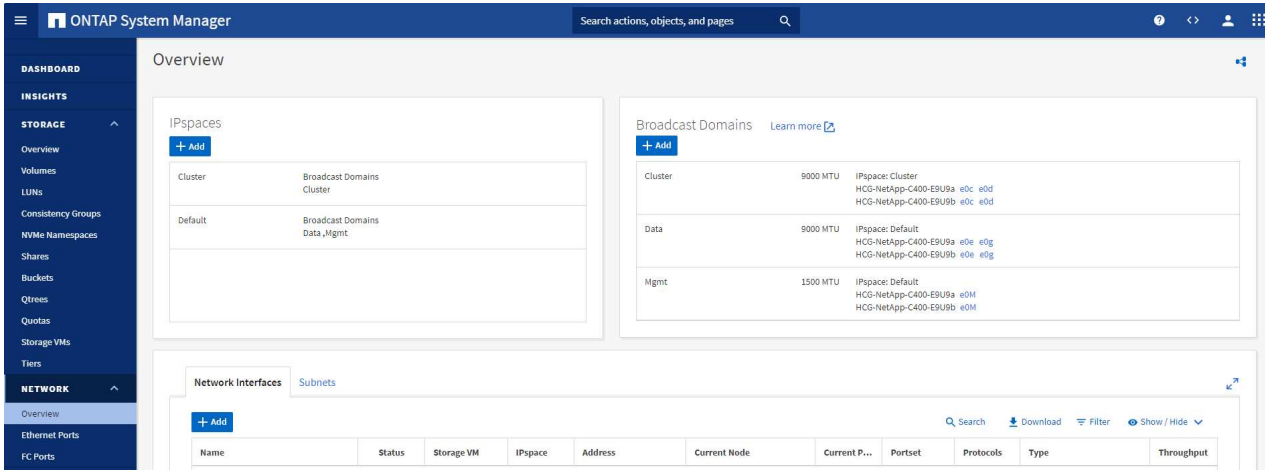 ONTAP System Manager
Search actions, objects, and pages
DASHBOARD
INSIGHTS
STORAGE
Overview
Volumes
LUNs
Consistency Groups
NVMe Namespaces
Shares
Buckets
Qtrees
Quotas
Storage VMs
Tiers
NETWORK
Overview
Ethernet Ports
FC Ports
Overview
IPspaces
+ Add
Cluster Broadcast Domains
Cluster
Default Broadcast Domains
Data ,Mgmt
Broadcast Domains Learn more
+ Add
Cluster 9000 MTU IPspace: Cluster
HCG-NetApp-C400-E9U9a e0c e0d
HCG-NetApp-C400-E9U9b e0c e0d
Data 9000 MTU IPspace: Default
HCG-NetApp-C400-E9U9a e0e e0g
HCG-NetApp-C400-E9U9b e0e e0g
Mgmt 1500 MTU IPspace: Default
HCG-NetApp-C400-E9U9a e0M
HCG-NetApp-C400-E9U9b e0M
Network Interfaces Subnets
+ Add Search Download Filter Show / Hide
Name Status Storage VM IPspace Address Current Node Current P... Portset Protocols Type Throughput